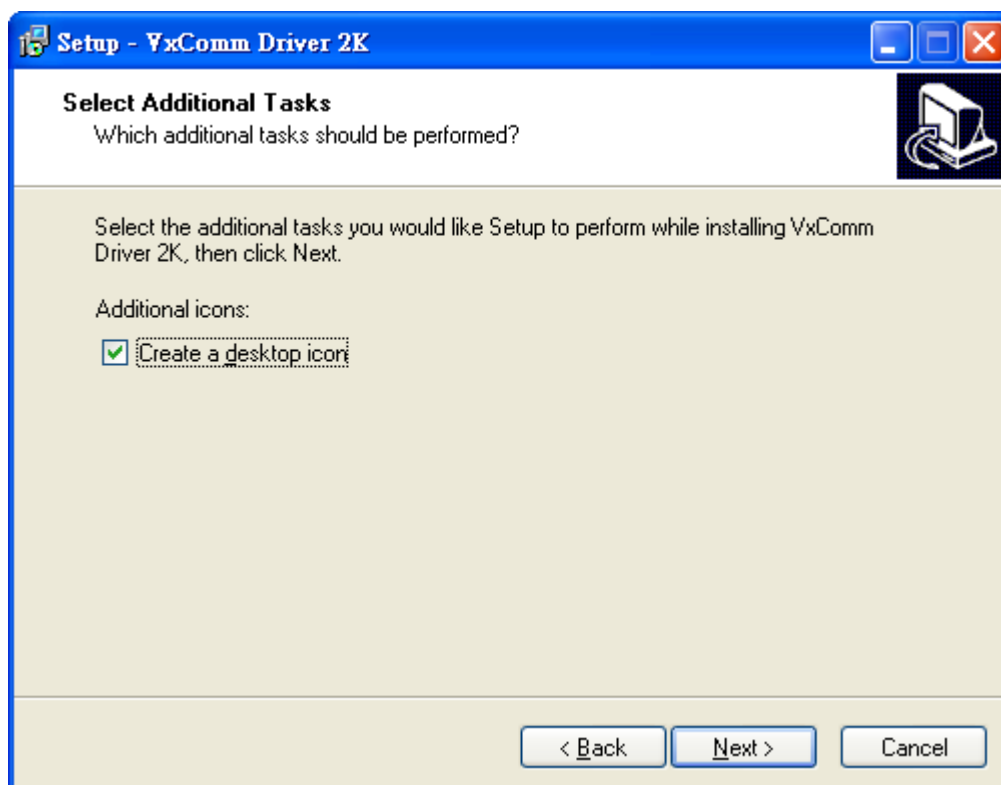 Setup - VxComm Driver 2K
Select Additional Tasks
Which additional tasks should be performed?
Select the additional tasks you would like Setup to perform while installing VxComm
Driver 2K, then click Next.
Additional icons:
Create a desktop icon
< Back Next > Cancel